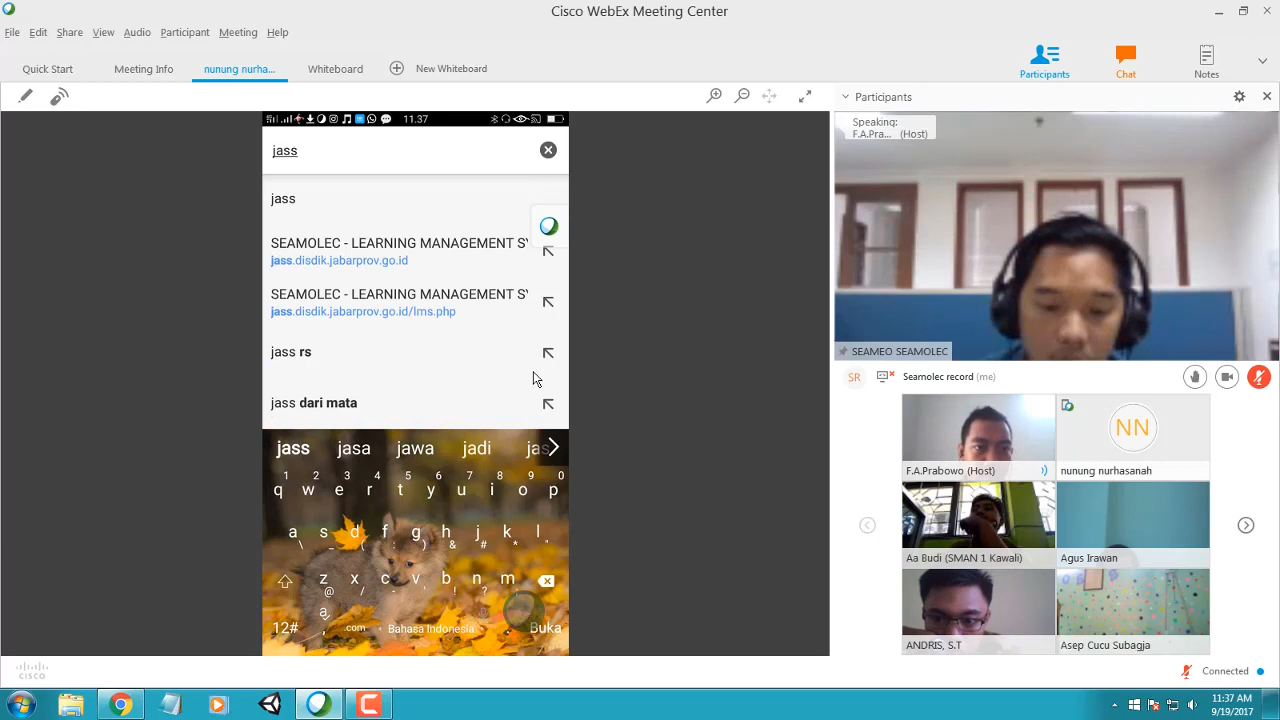 Cisco WebEx Meeting Center
File Edit Share View Audio Participant Meeting Help
Quick Start Meeting Info nunung nurha... Whiteboard New Whiteboard
Participants Chat Notes
Participants
11.37
jass
jass
SEAMOLEC - LEARNING MANAGEMENT SY
jass.disdik.jabarprov.go.id
SEAMOLEC - LEARNING MANAGEMENT SY
jass.disdik.jabarprov.go.id/lms.php
jass rs
jass dari mata
jass jasa jawa jadi jas
1 2 3 4 5 6 7 8 9 0
q w e r t y u i o p
a s d f g h j k l
\ _ ( : ) & # * "
z x c v b n m
@ / - ! ? 
12# , .com Bahasa Indonesia Buka
Speaking:
F.A.Pra... (Host)
SEAMEO SEAMOLEC
SR Seamolec record (me)
NN
F.A.Prabowo (Host) nunung nurhasanah
Aa Budi (SMAN 1 Kawali) Agus Irawan
ANDRIS, S.T Asep Cucu Subagja
cisco
Connected
11:37 AM
9/19/2017